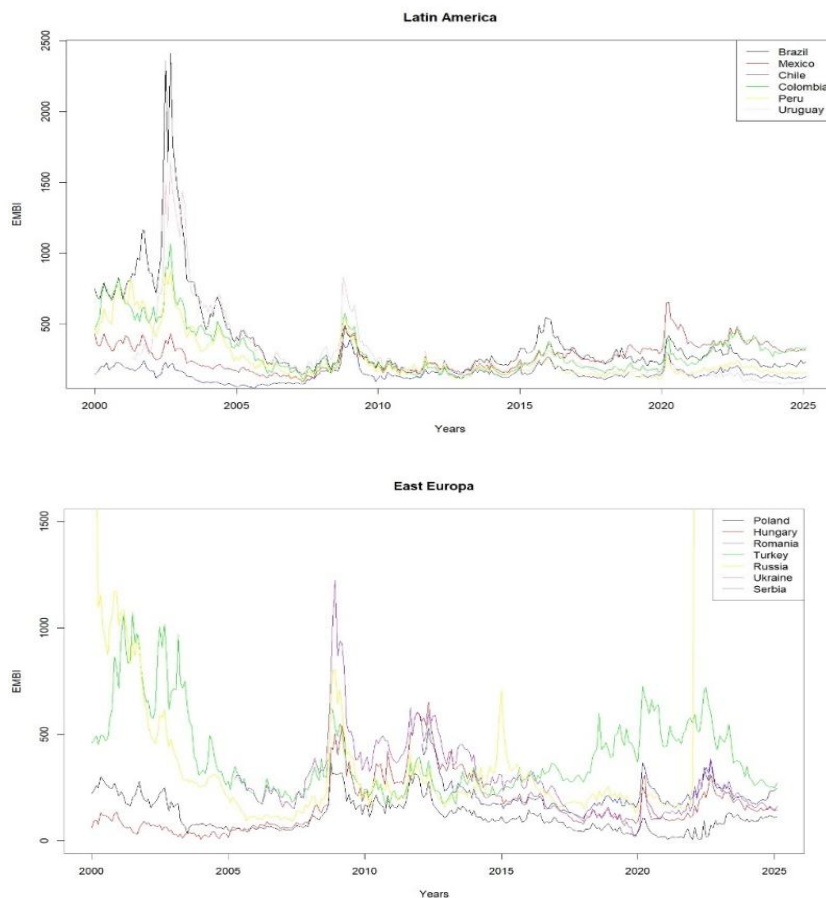 Latin America
2500
2000
1500
1000
500
EMBI
Brazil
Mexico
Chile
Colombia
Peru
Uruguay
2000 2005 2010 2015 2020 2025
Years
East Europa
1500
1000
500
0
EMBI
Poland
Hungary
Romania
Turkey
Russia
Ukraine
Serbia
2000 2005 2010 2015 2020 2025
Years